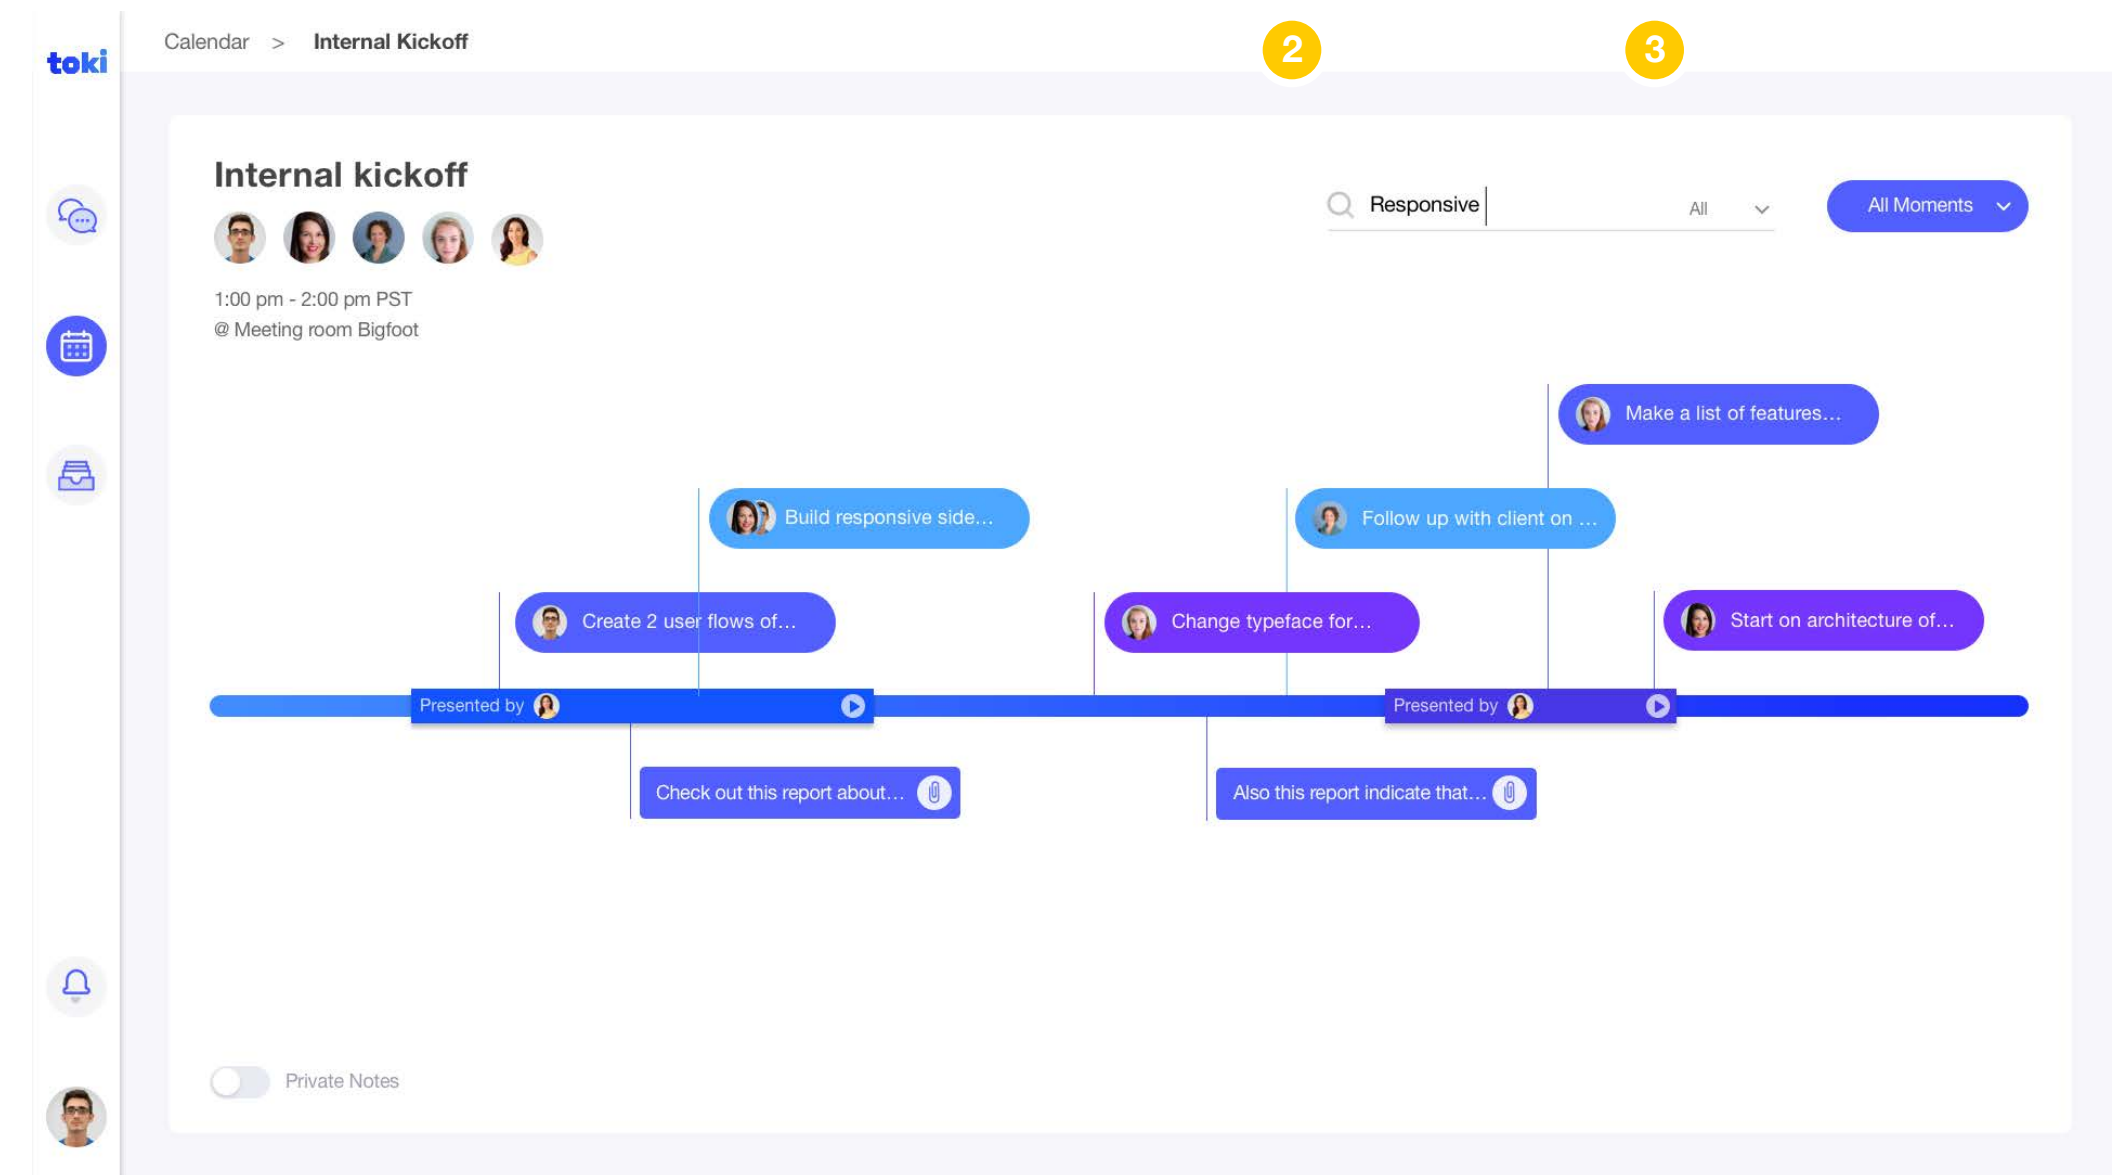 toki
Calendar > Internal Kickoff
2
3
Internal kickoff
Responsive
All
All Moments
1:00 pm - 2:00 pm PST
@ Meeting room Bigfoot
Make a list of features...
Build responsive side...
Follow up with client on ...
Create 2 user flows of...
Change typeface for...
Start on architecture of...
Presented by
Presented by
Check out this report about...
Also this report indicate that...
Private Notes